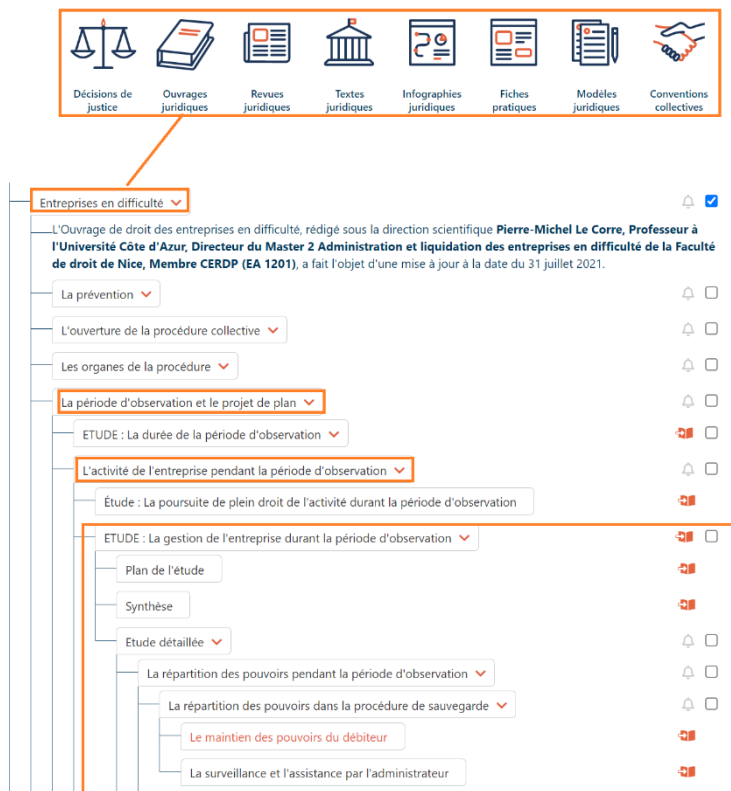 Décisions de justice
Ouvrages juridiques
Revues juridiques
Textes juridiques
Infographies juridiques
Fiches pratiques
Modèles juridiques
Conventions collectives
Entreprises en difficulté
L'Ouvrage de droit des entreprises en difficulté, rédigé sous la direction scientifique Pierre-Michel Le Corre, Professeur à
l'Université Côte d'Azur, Directeur du Master 2 Administration et liquidation des entreprises en difficulté de la Faculté
de droit de Nice, Membre CERDP (EA 1201), a fait l'objet d'une mise à jour à la date du 31 juillet 2021.
La prévention
L'ouverture de la procédure collective
Les organes de la procédure
La période d'observation et le projet de plan
ETUDE : La durée de la période d'observation
L'activité de l'entreprise pendant la période d'observation
Étude : La poursuite de plein droit de l'activité durant la période d'observation
ETUDE : La gestion de l'entreprise durant la période d'observation
Plan de l'étude
Synthèse
Etude détaillée
La répartition des pouvoirs pendant la période d'observation
La répartition des pouvoirs dans la procédure de sauvegarde
Le maintien des pouvoirs du débiteur
La surveillance et l'assistance par l'administrateur